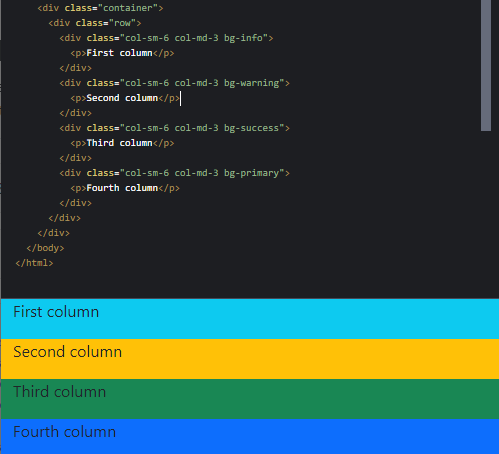 <div class="container">
<div class="row">
<div class="col-sm-6 col-md-3 bg-info">
<p>First column</p>
</div>
<div class="col-sm-6 col-md-3 bg-warning">
<p>Second column</p>
</div>
<div class="col-sm-6 col-md-3 bg-success">
<p>Third column</p>
</div>
<div class="col-sm-6 col-md-3 bg-primary">
<p>Fourth column</p>
</div>
</div>
</div>
</body>
</html>
First column
Second column
Third column
Fourth column